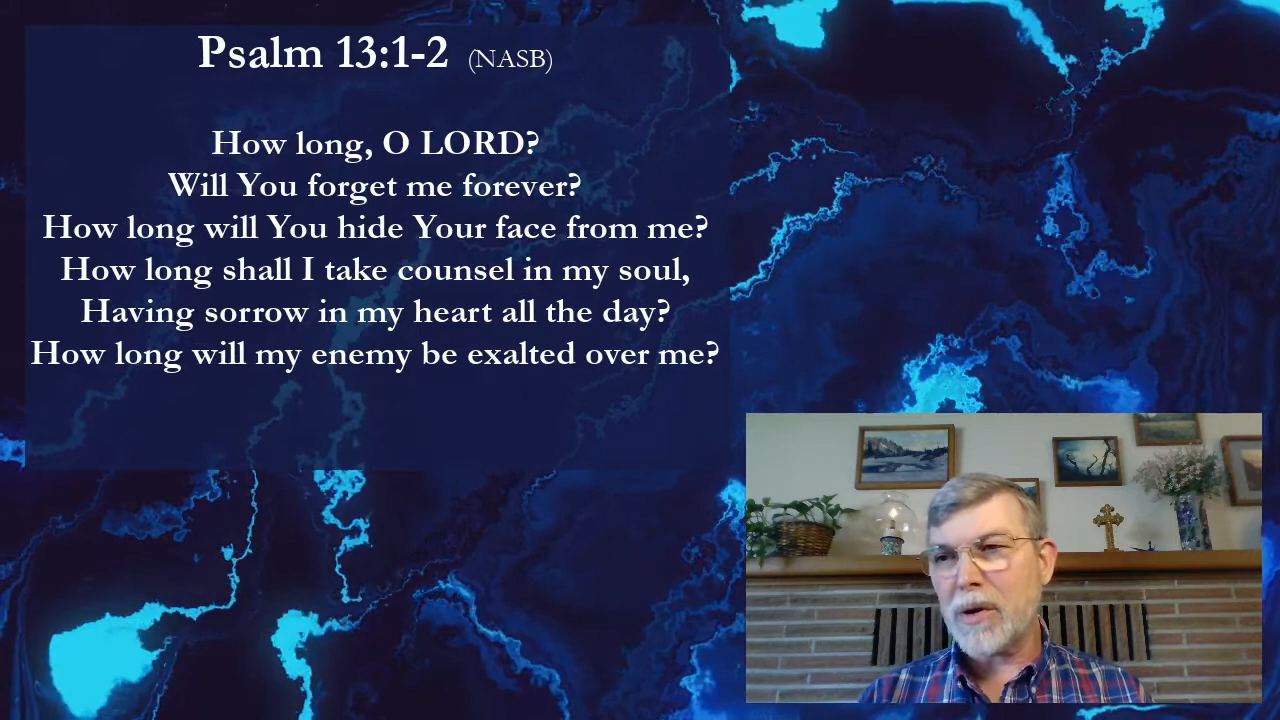 Psalm 13:1-2 (NASB)
How long, O LORD?
Will You forget me forever?
How long will You hide Your face from me?
How long shall I take counsel in my soul,
Having sorrow in my heart all the day?
How long will my enemy be exalted over me?